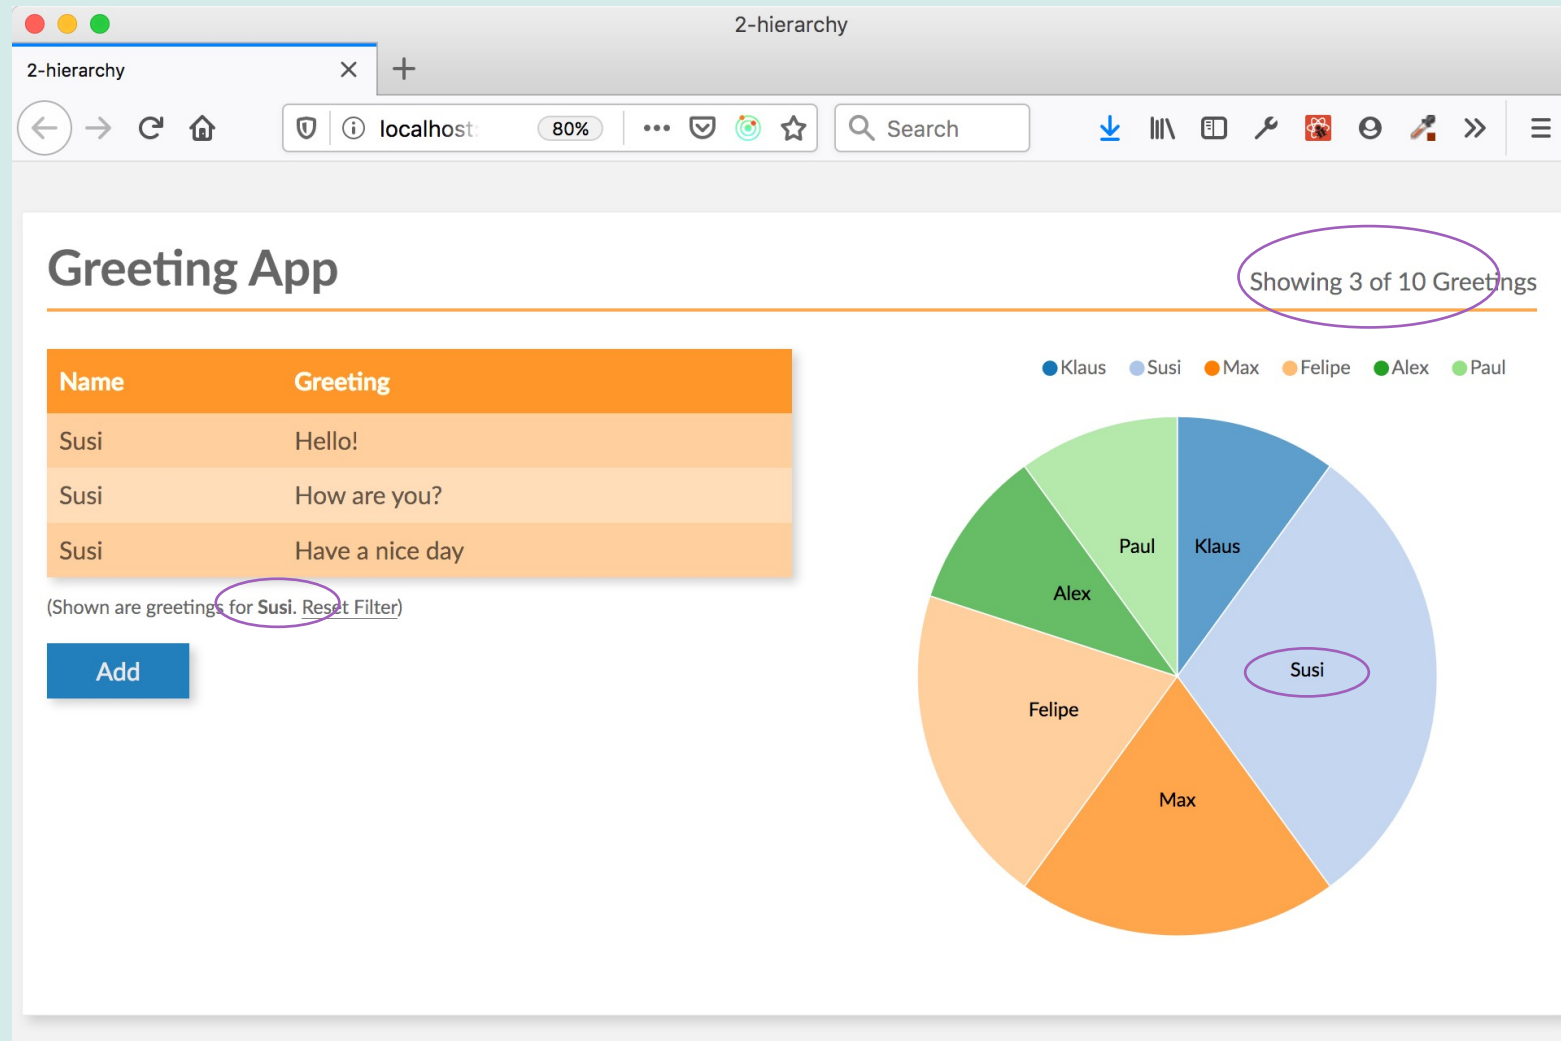 2-hierarchy
2-hierarchy
localhost: 80% Search
Greeting App
Showing 3 of 10 Greetings
Name Greeting
Susi Hello!
Susi How are you?
Susi Have a nice day
(Shown are greetings for Susi. Reset Filter)
Add
Klaus Susi Max Felipe Alex Paul
Paul Klaus
Alex
Susi
Felipe
Max